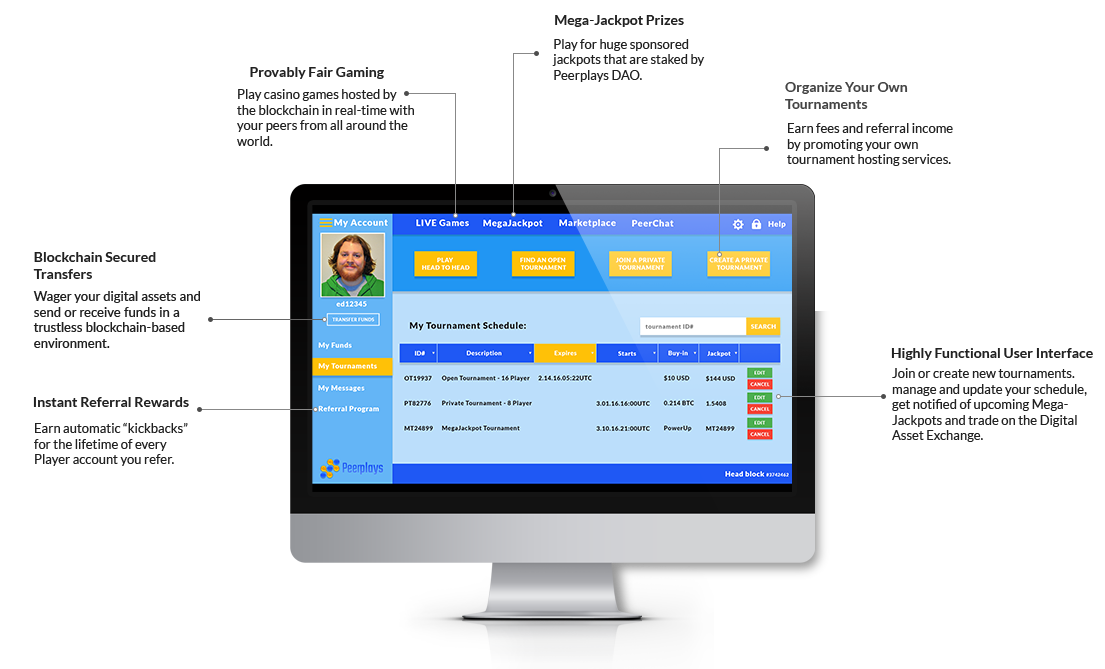 Mega-Jackpot Prizes
Play for huge sponsored
jackpots that are staked by
Peerplays DAO.
Provably Fair Gaming
Play casino games hosted by
the blockchain in real-time with
your peers from all around the
world.
Organize Your Own
Tournaments
Earn fees and referral income
by promoting your own
tournament hosting services.
Blockchain Secured
Transfers
Wager your digital assets and
send or receive funds in a
trustless blockchain-based
environment.
Instant Referral Rewards
Earn automatic “kickbacks”
for the lifetime of every
Player account you refer.
Highly Functional User Interface
Join or create new tournaments.
manage and update your schedule,
get notified of upcoming Mega-
Jackpots and trade on the Digital
Asset Exchange.
My Account
LIVE Games MegaJackpot Marketplace PeerChat Help
PLAY
HEAD TO HEAD
FIND AN OPEN
TOURNAMENT
JOIN A PRIVATE
TOURNAMENT
CREATE A PRIVATE
TOURNAMENT
ed12345
TRANSFER FUNDS
My Funds
My Tournaments
My Messages
Referral Program
Peerplays
My Tournament Schedule:
tournament ID# SEARCH
ID# Description Expires Starts Buy-in Jackpot
OT19937 Open Tournament - 16 Player 2.14.16.05:22UTC $10 USD $144 USD EDIT
CANCEL
PT82776 Private Tournament - 8 Player 3.01.16.16:00UTC 0.214 BTC 1.5408 EDIT
CANCEL
MT24899 MegaJackpot Tournament 3.10.16.21:00UTC PowerUp MT24899 EDIT
CANCEL
Head block #3742462